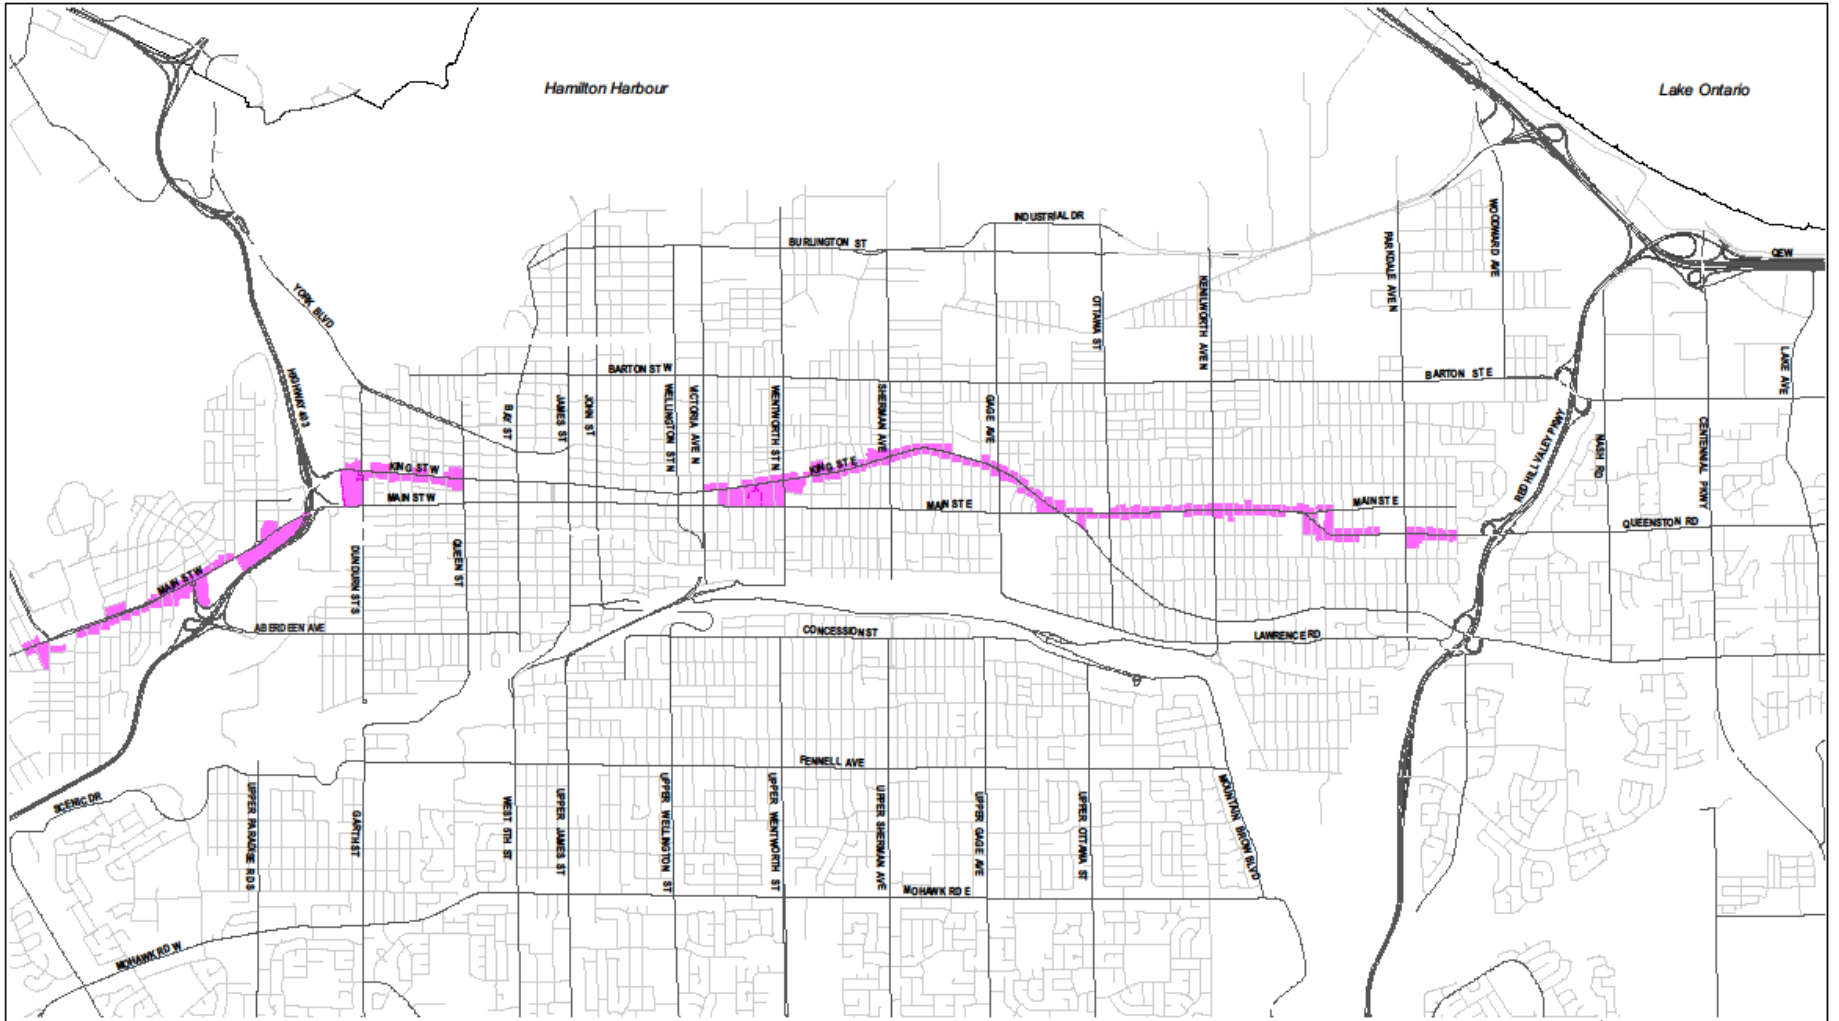 Hamilton Harbour
Lake Ontario
INDUSTRIAL DR
BURLINGTON ST
QEW
WOODWARD AVE
PARKDALE AVE N
KENILWORTH AVE N
OTTAWA ST
YORK BLVD
HIGHWAY 403
BARTON ST W
BARTON ST E
LAKE AVE
BAY ST
JAMES ST
JOHN ST
WELLINGTON ST N
VICTORIA AVE N
WENTWORTH ST N
SHERMAN AVE
GAGE AVE
RED HILL VALLEY PKWY
NASH RD
CENTENNIAL PKWY
KING ST W
KING ST E
MAIN ST W
MAIN ST E
MAIN ST E
QUEENSTON RD
MAIN ST W
DUNDURN ST S
QUEEN ST
ABERDEEN AVE
CONCESSION ST
LAWRENCE RD
FENNELL AVE
SCENIC DR
UPPER PARADISE RD S
GARTH ST
WEST 5TH ST
UPPER JAMES ST
UPPER WELLINGTON ST
UPPER WENTWORTH ST
UPPER SHERMAN AVE
UPPER GAGE AVE
UPPER OTTAWA ST
MOUNTAIN BROW BLVD
MOHAWK RD E
MOHAWK RD W